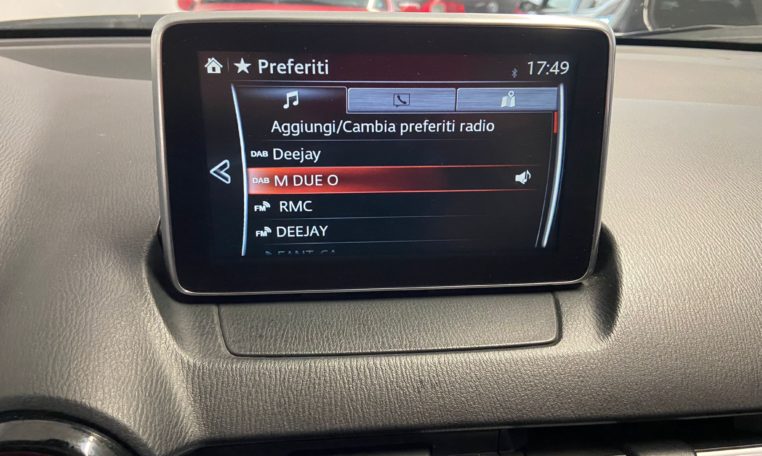 Preferiti 17:49
Aggiungi/Cambia preferiti radio
DAB Deejay
DAB M DUE O
FM RMC
FM DEEJAY